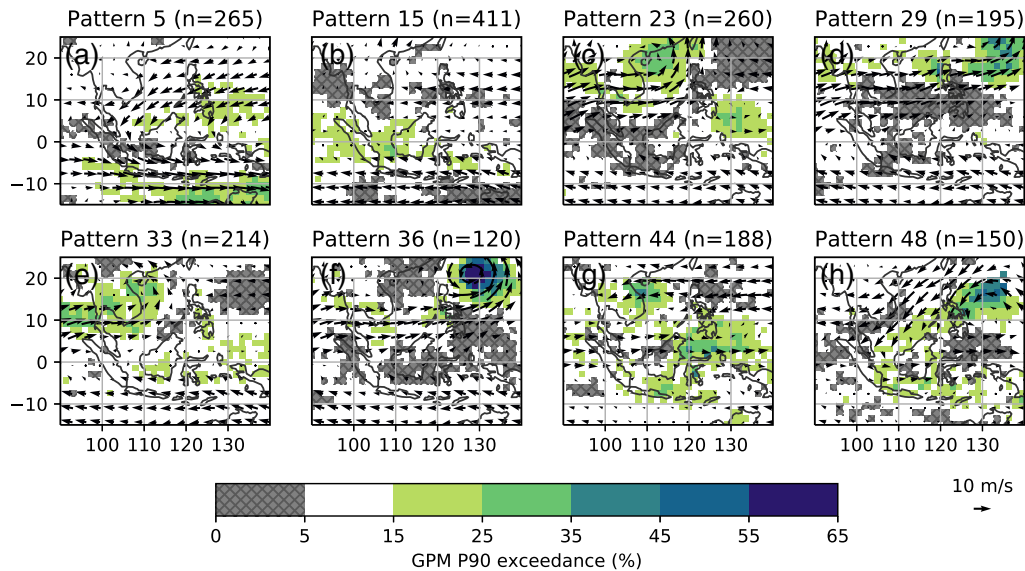 Pattern 5 (n=265) Pattern 15 (n=411) Pattern 23 (n=260) Pattern 29 (n=195)
(a) (b) (c) (d)
20
10
0
−10
Pattern 33 (n=214) Pattern 36 (n=120) Pattern 44 (n=188) Pattern 48 (n=150)
(e) (f) (g) (h)
20
10
0
−10
100 110 120 130 100 110 120 130 100 110 120 130 100 110 120 130
10 m/s
0 5 15 25 35 45 55 65
GPM P90 exceedance (%)